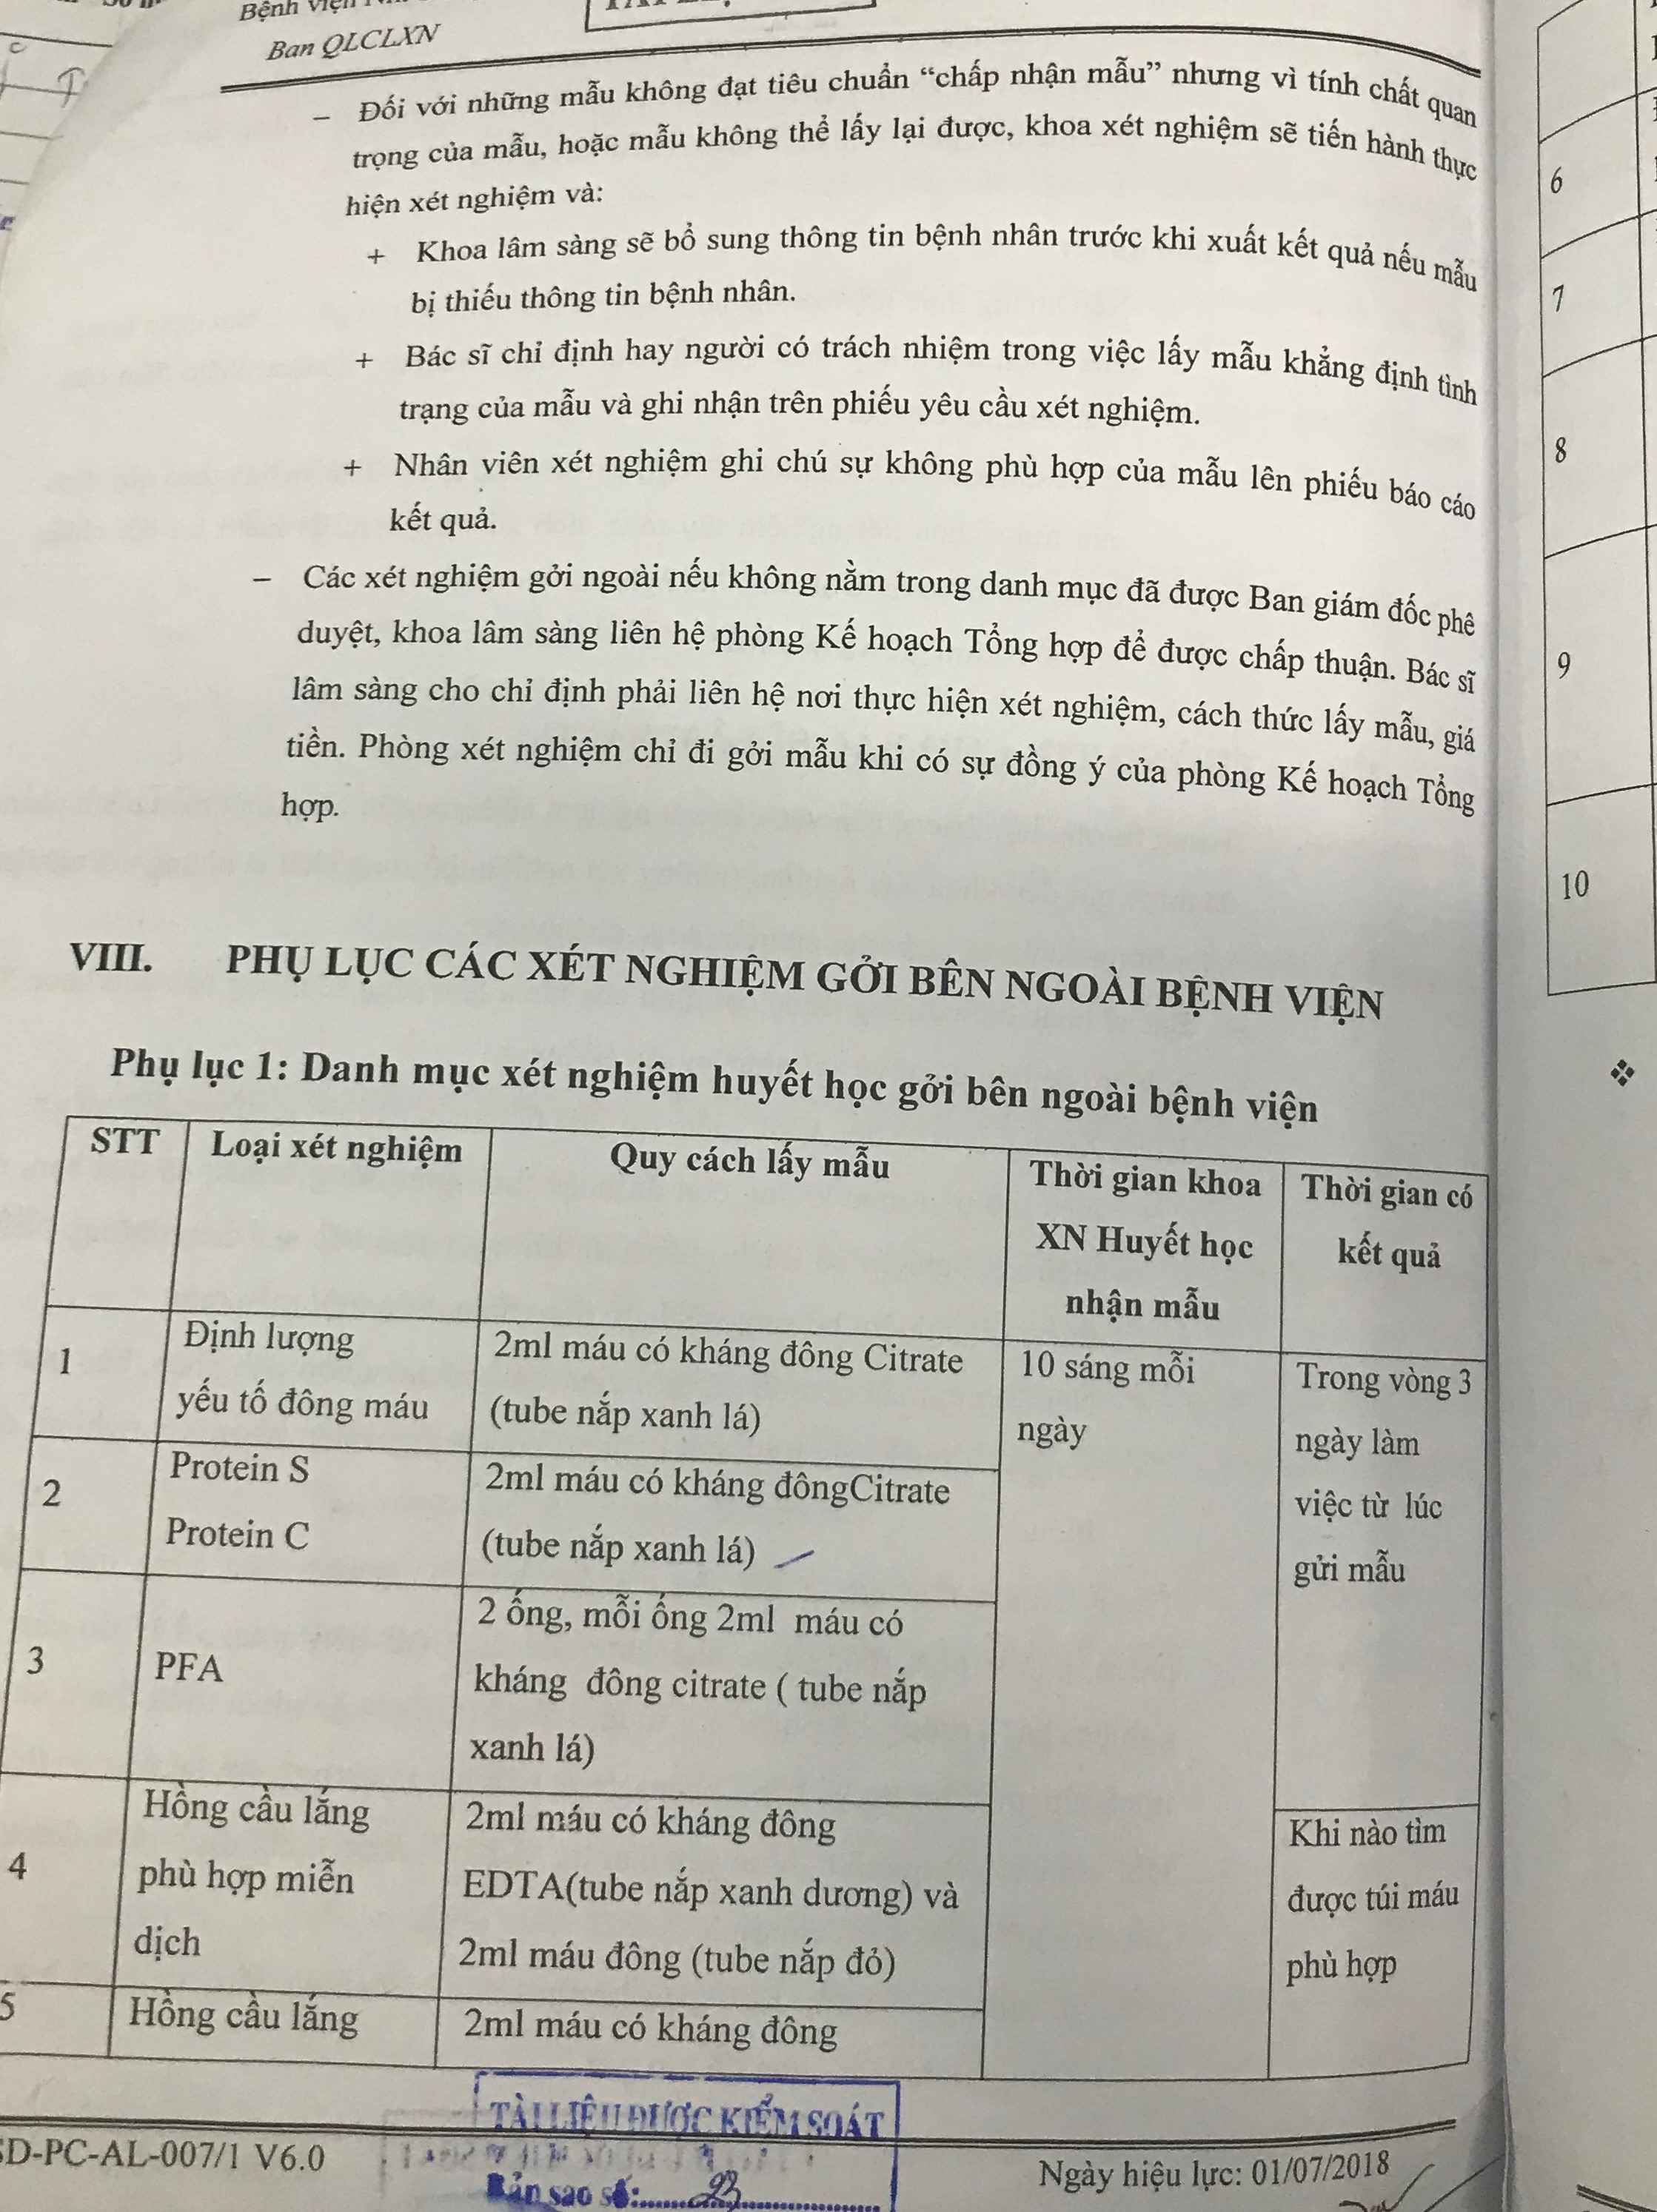 Bệnh viện
Ban QLCLXN
– Đối với những mẫu không đạt tiêu chuẩn “chấp nhận mẫu” nhưng vì tính chất quan
trọng của mẫu, hoặc mẫu không thể lấy lại được, khoa xét nghiệm sẽ tiến hành thực
hiện xét nghiệm và:
+ Khoa lâm sàng sẽ bổ sung thông tin bệnh nhân trước khi xuất kết quả nếu mẫu
bị thiếu thông tin bệnh nhân.
+ Bác sĩ chỉ định hay người có trách nhiệm trong việc lấy mẫu khẳng định tình
trạng của mẫu và ghi nhận trên phiếu yêu cầu xét nghiệm.
+ Nhân viên xét nghiệm ghi chú sự không phù hợp của mẫu lên phiếu báo cáo
kết quả.
– Các xét nghiệm gởi ngoài nếu không nằm trong danh mục đã được Ban giám đốc phê
duyệt, khoa lâm sàng liên hệ phòng Kế hoạch Tổng hợp để được chấp thuận. Bác sĩ
lâm sàng cho chỉ định phải liên hệ nơi thực hiện xét nghiệm, cách thức lấy mẫu, giá
tiền. Phòng xét nghiệm chỉ đi gởi mẫu khi có sự đồng ý của phòng Kế hoạch Tổng
hợp.
VIII. PHỤ LỤC CÁC XÉT NGHIỆM GỞI BÊN NGOÀI BỆNH VIỆN
Phụ lục 1: Danh mục xét nghiệm huyết học gởi bên ngoài bệnh viện
STT
Loại xét nghiệm
Quy cách lấy mẫu
Thời gian khoa
XN Huyết học
nhận mẫu
Thời gian có
kết quả
1
Định lượng
yếu tố đông máu
2ml máu có kháng đông Citrate
(tube nắp xanh lá)
10 sáng mỗi
ngày
Trong vòng 3
ngày làm
việc từ lúc
gửi mẫu
2
Protein S
Protein C
2ml máu có kháng đôngCitrate
(tube nắp xanh lá)
3
PFA
2 ống, mỗi ống 2ml máu có
kháng đông citrate ( tube nắp
xanh lá)
4
Hồng cầu lắng
phù hợp miễn
dịch
2ml máu có kháng đông
EDTA(tube nắp xanh dương) và
2ml máu đông (tube nắp đỏ)
Khi nào tìm
được túi máu
phù hợp
5
Hồng cầu lắng
2ml máu có kháng đông
TÀI LIỆU ĐƯỢC KIỂM SOÁT
Bản sao số:......23......
SD-PC-AL-007/1 V6.0
Ngày hiệu lực: 01/07/2018
6
7
8
9
10